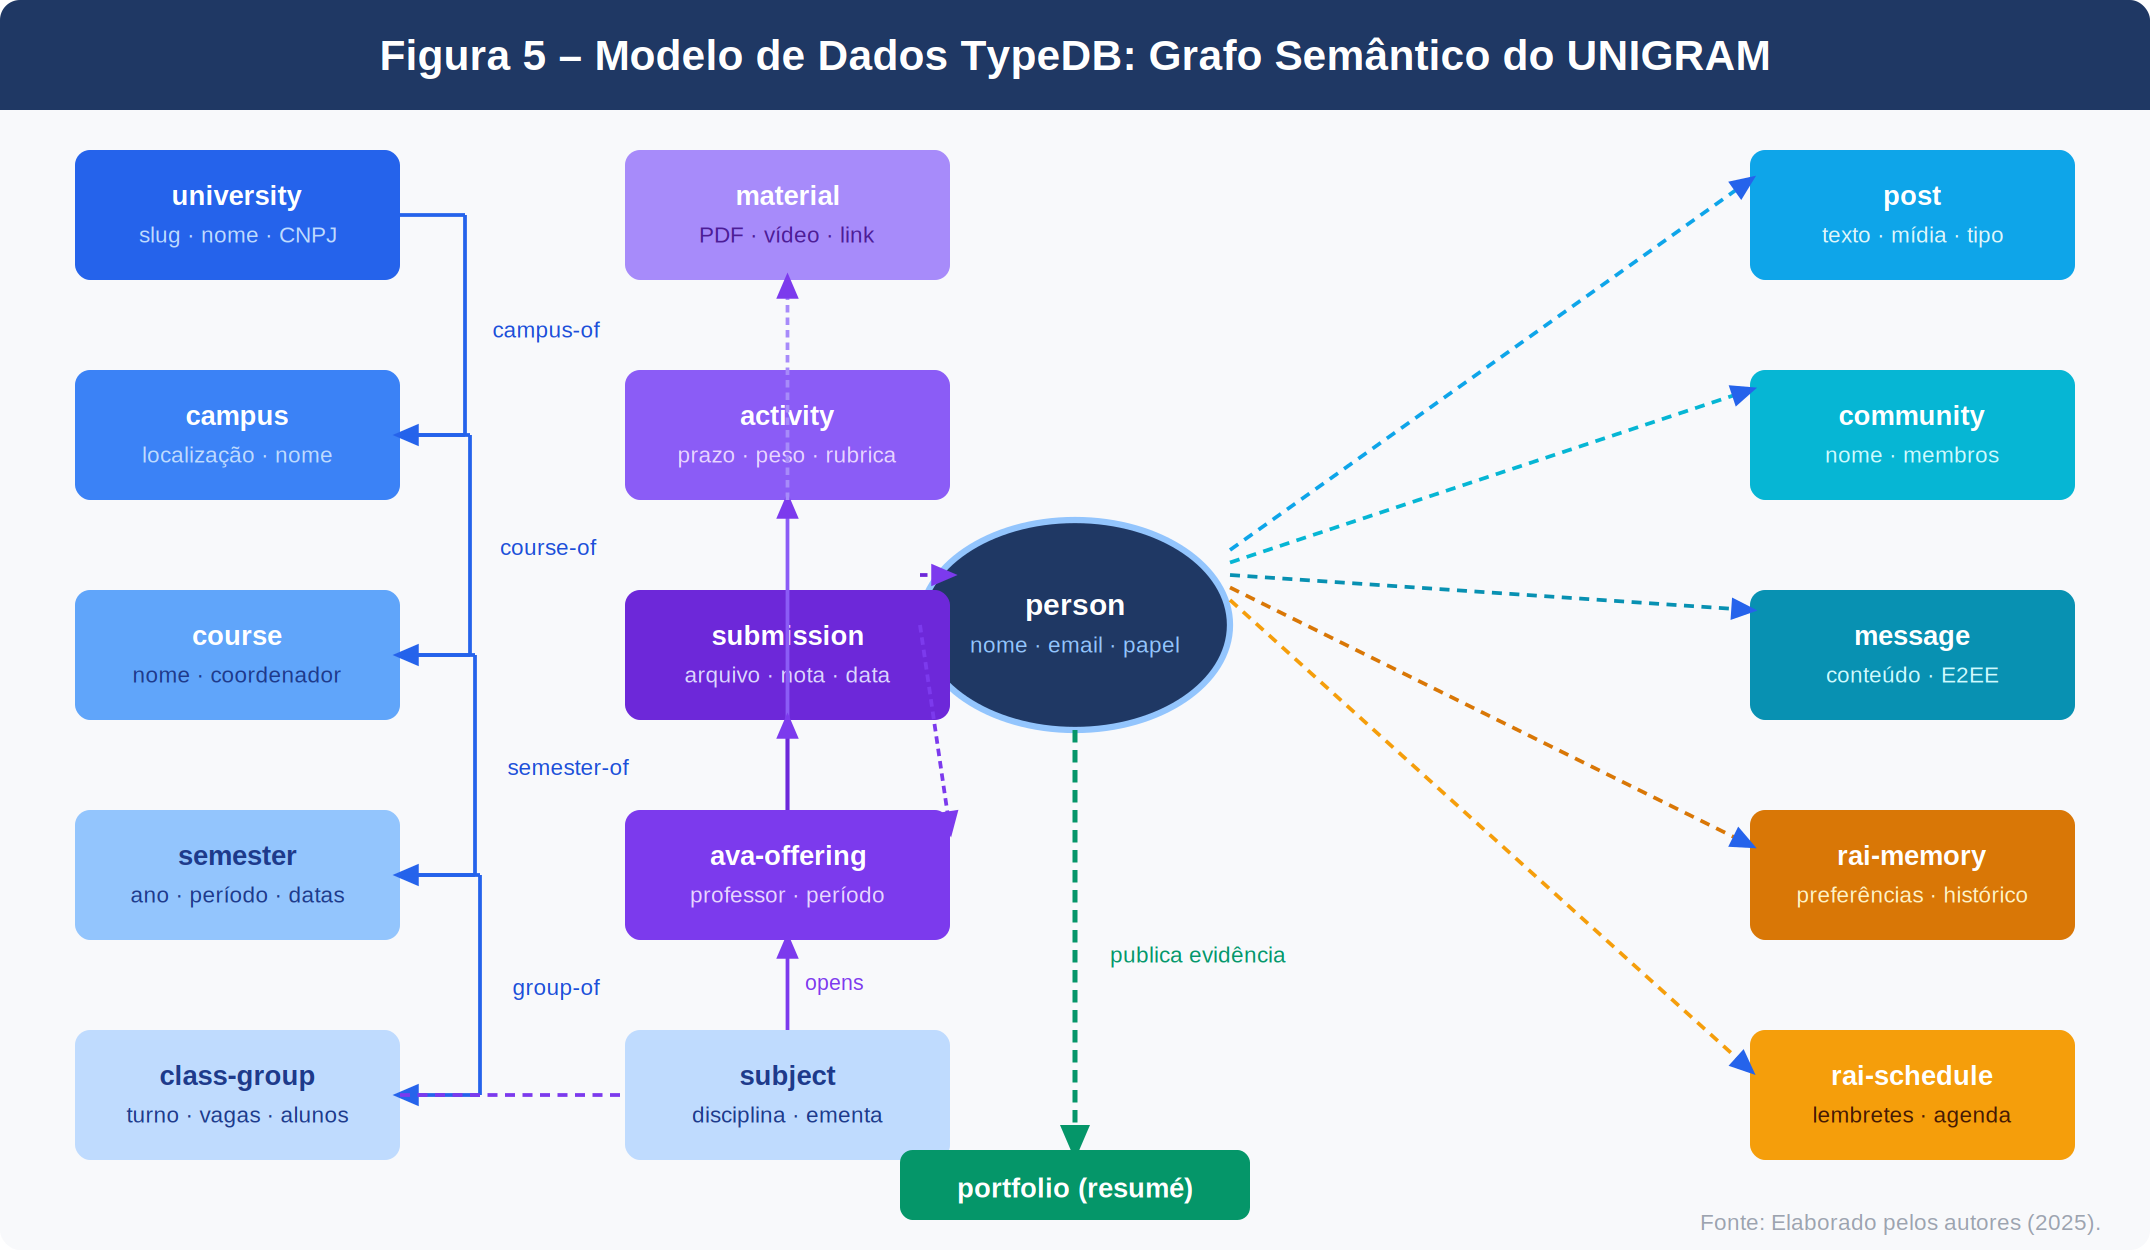 Figura 5 – Modelo de Dados TypeDB: Grafo Semântico do UNIGRAM
university
slug · nome · CNPJ
campus-of
campus
localização · nome
course-of
course
nome · coordenador
semester-of
semester
ano · período · datas
group-of
class-group
turno · vagas · alunos
material
PDF · vídeo · link
activity
prazo · peso · rubrica
submission
arquivo · nota · data
ava-offering
professor · período
opens
subject
disciplina · ementa
person
nome · email · papel
publica evidência
portfolio (resumé)
post
texto · mídia · tipo
community
nome · membros
message
conteúdo · E2EE
rai-memory
preferências · histórico
rai-schedule
lembretes · agenda
Fonte: Elaborado pelos autores (2025).